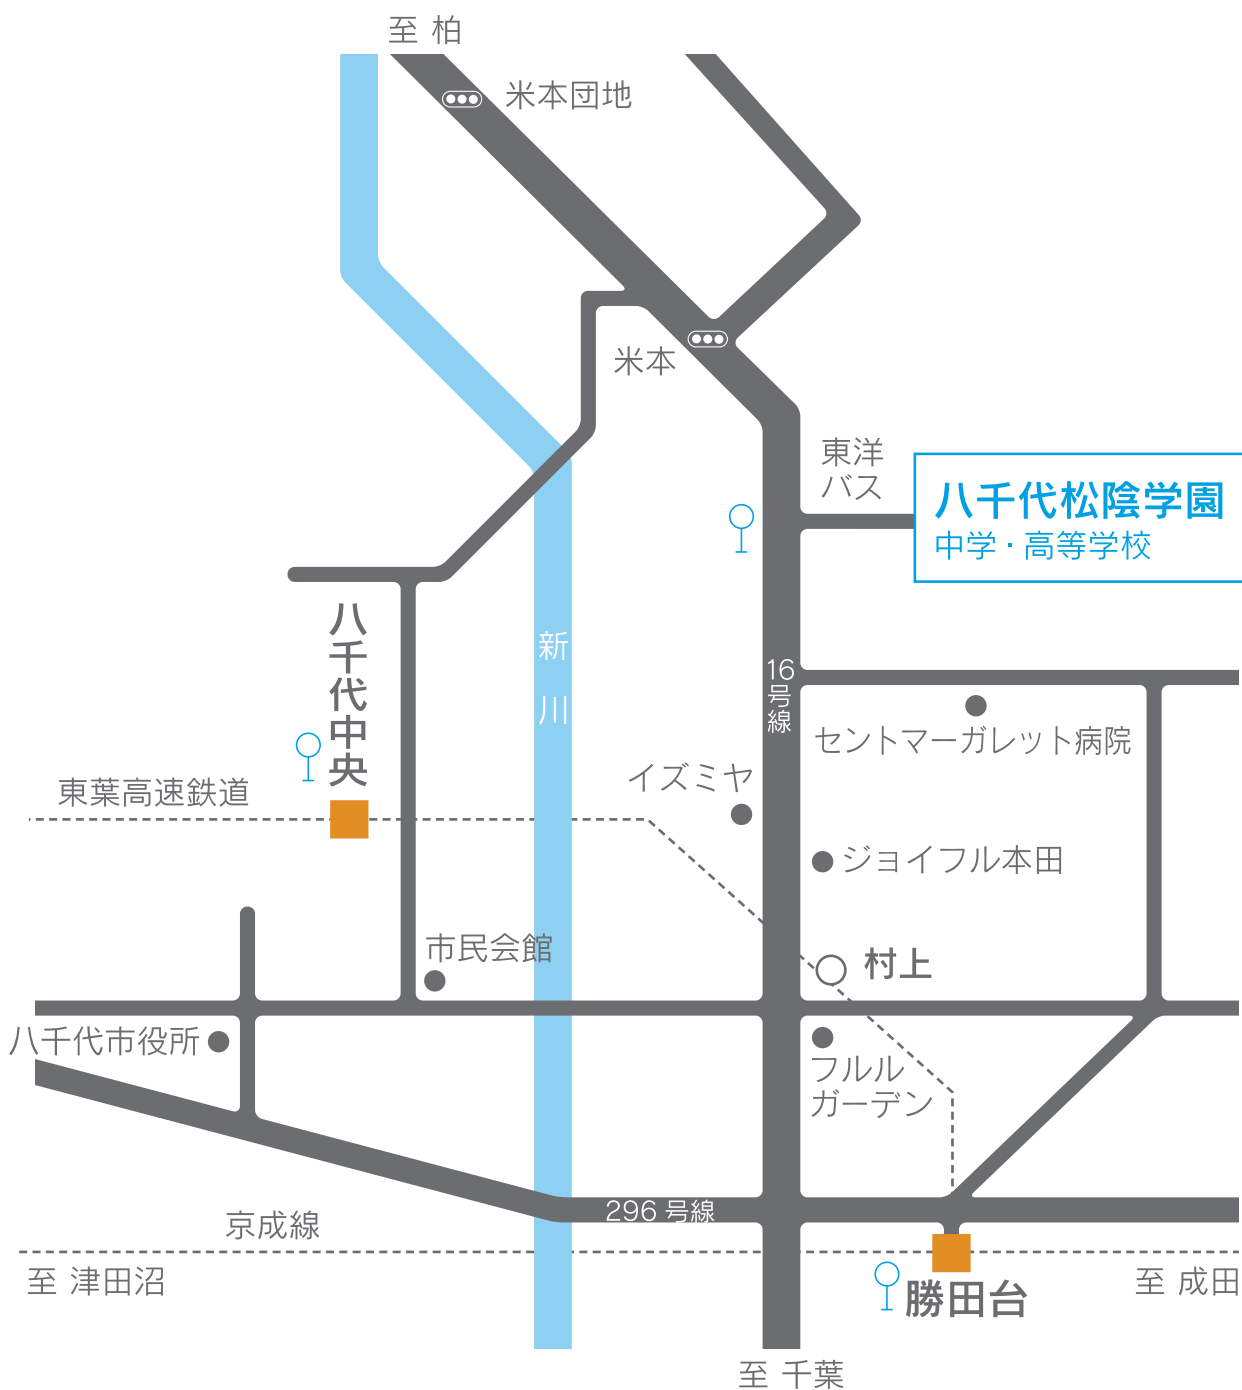 至 柏
米本団地
米本
東洋
バス
八千代松陰学園
中学・高等学校
八千代中央
新川
16号線
セントマーガレット病院
イズミヤ
東葉高速鉄道
ジョイフル本田
市民会館
村上
八千代市役所
フルル
ガーデン
296号線
京成線
至 津田沼
至 成田
勝田台
至 千葉